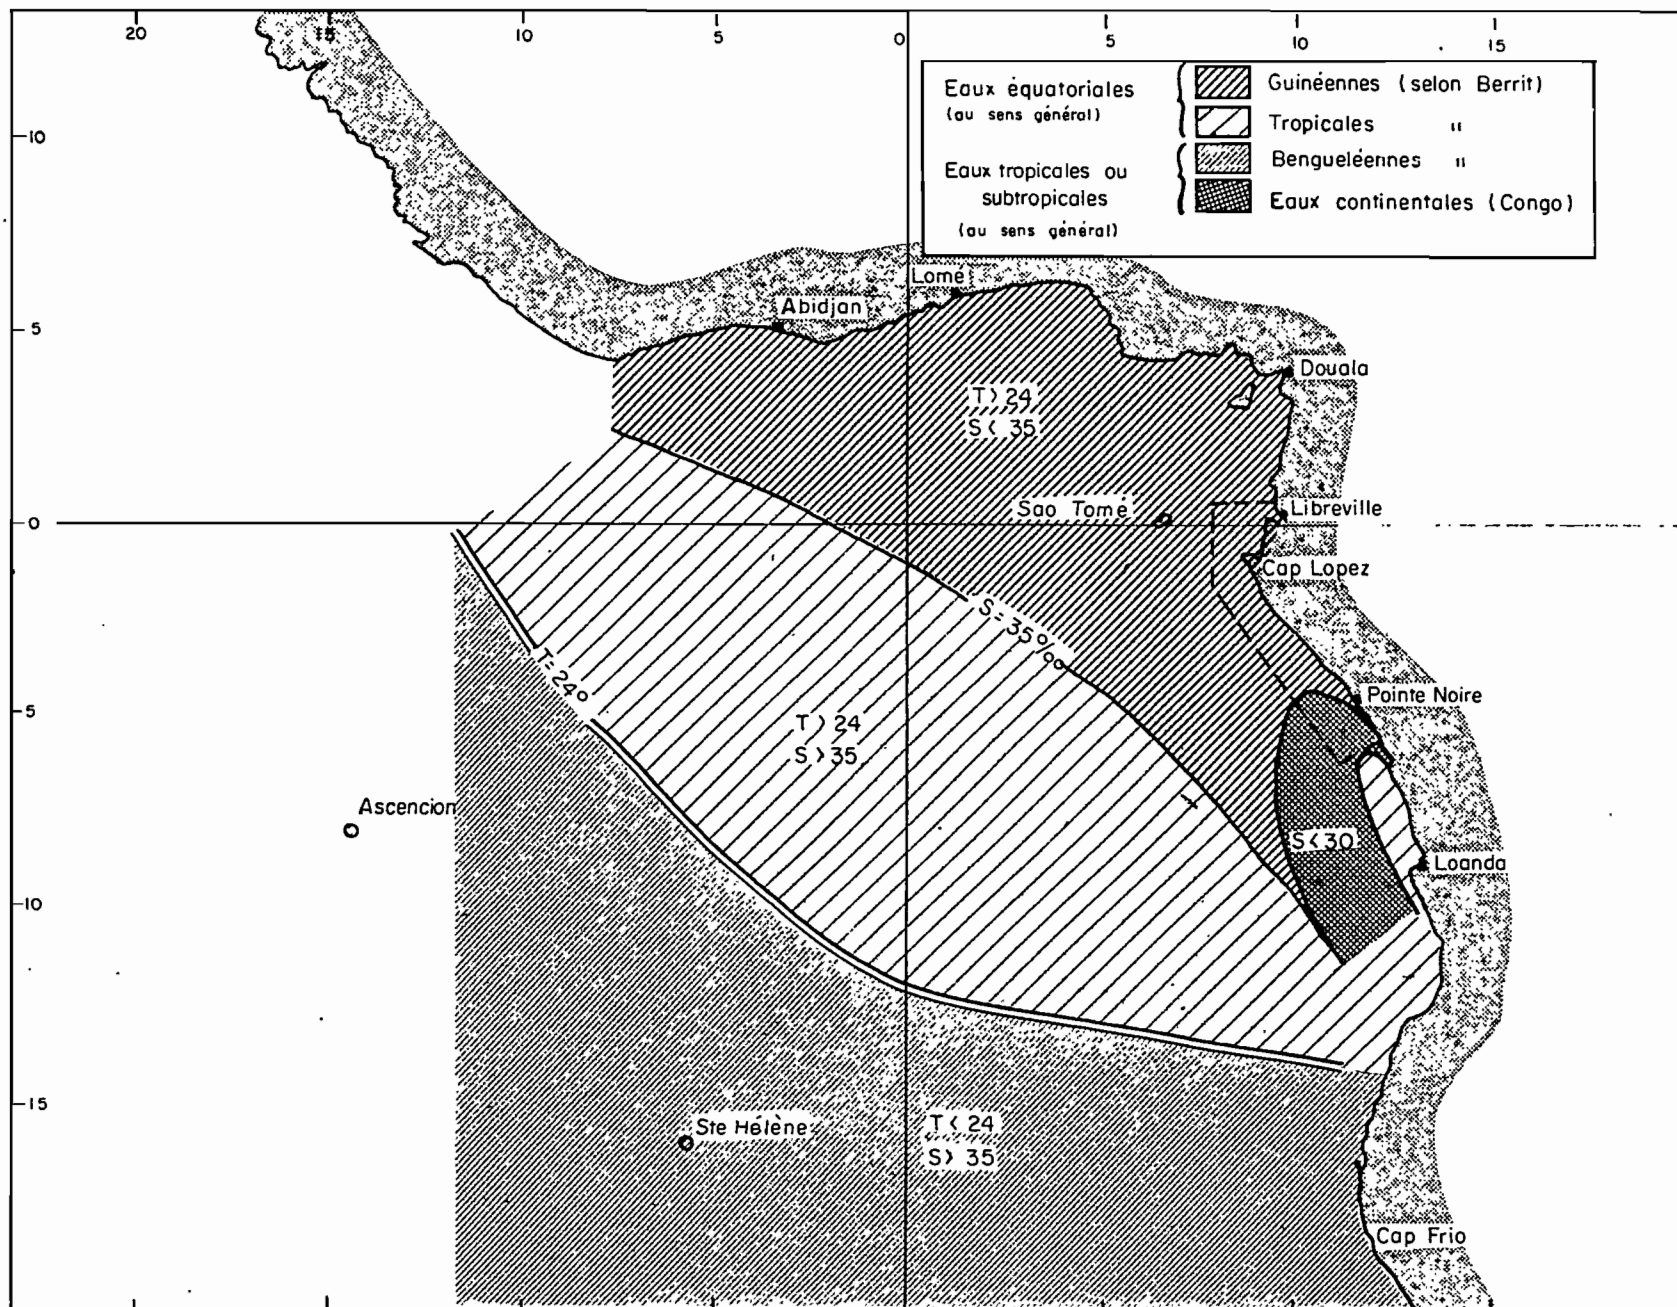 20
15
10
5
0
5
10
15
Eaux équatoriales
(au sens général)
Guinéennes (selon Berrit)
Tropicales "
Eaux tropicales ou
subtropicales
(au sens général)
Bengueléennes "
Eaux continentales (Congo)
10
5
0
5
10
15
Lomé
Abidjan
Douala
T > 24
S < 35
Sao Tomé
Libreville
Cap Lopez
S = 35‰
T = 24°
Pointe Noire
T > 24
S > 35
Ascencion
S < 30
Loanda
Ste Hélène
T < 24
S > 35
Cap Frio